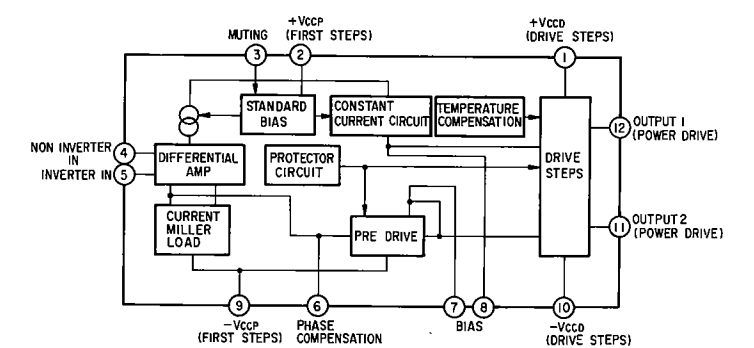 +VCCP
(FIRST STEPS)
+VCCD
(DRIVE STEPS)
MUTING
3
2
1
STANDARD
BIAS
CONSTANT
CURRENT CIRCUIT
TEMPERATURE
COMPENSATION
12
OUTPUT 1
(POWER DRIVE)
NON INVERTER
IN
4
INVERTER IN
5
DIFFERENTIAL
AMP
PROTECTOR
CIRCUIT
DRIVE
STEPS
CURRENT
MILLER
LOAD
PRE DRIVE
11
OUTPUT 2
(POWER DRIVE)
9
6
7
8
10
-VCCP
(FIRST STEPS)
PHASE
COMPENSATION
BIAS
-VCCD
(DRIVE STEPS)